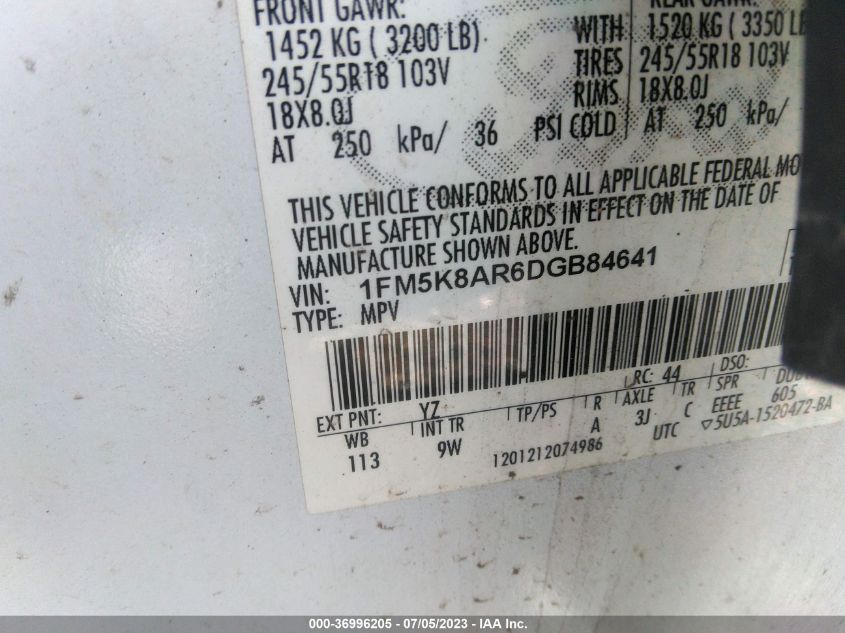 FRONT GAWR:
1452 KG ( 3200 LB) WITH 1520 KG ( 3350 LB
245/55R18 103V TIRES 245/55R18 103V
18X8.0J RIMS 18X8.0J
AT 250 kPa/ 36 PSI COLD AT 250 kPa/
THIS VEHICLE CONFORMS TO ALL APPLICABLE FEDERAL MO
VEHICLE SAFETY STANDARDS IN EFFECT ON THE DATE OF
MANUFACTURE SHOWN ABOVE.
VIN: 1FM5K8AR6DGB84641
TYPE: MPV
EXT PNT: YZ RC: 44 DSO:
WB INT TR TP/PS R AXLE TR SPR
113 9W A 3J C EEEE 605
1201212074986 UTC ▽5U5A-1520472-BA
000-36996205 - 07/05/2023 - IAAI.com